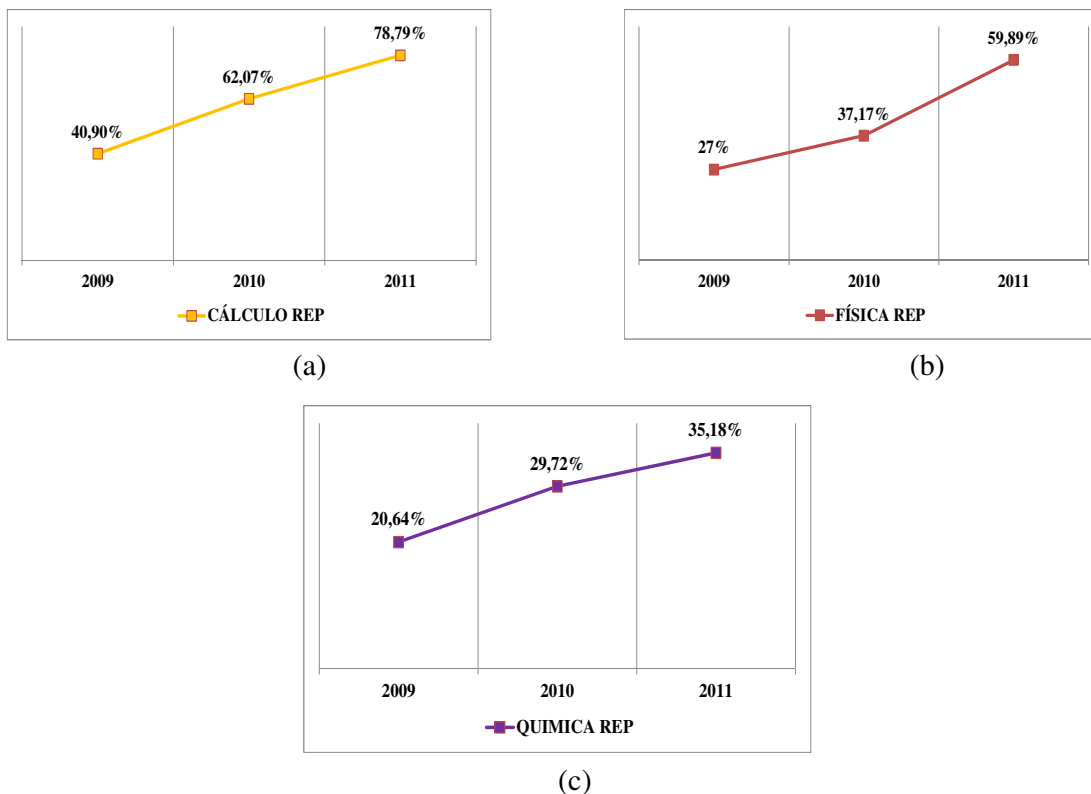 78,79%
62,07%
40,90%
2009 2010 2011
CÁLCULO REP
(a)
59,89%
37,17%
27%
2009 2010 2011
FÍSICA REP
(b)
35,18%
29,72%
20,64%
2009 2010 2011
QUIMICA REP
(c)